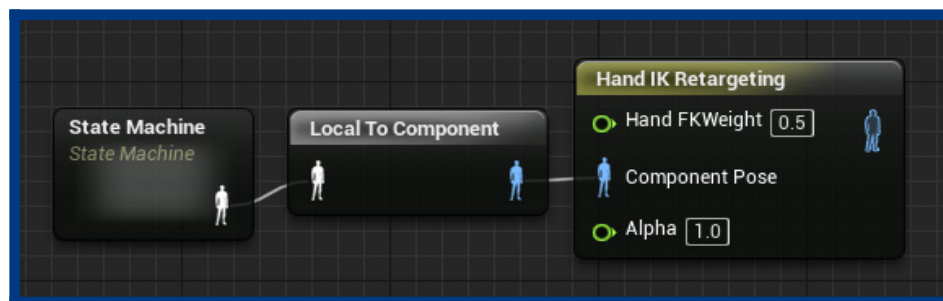 State Machine
State Machine
Local To Component
Hand IK Retargeting
Hand FKWeight 0.5
Component Pose
Alpha 1.0